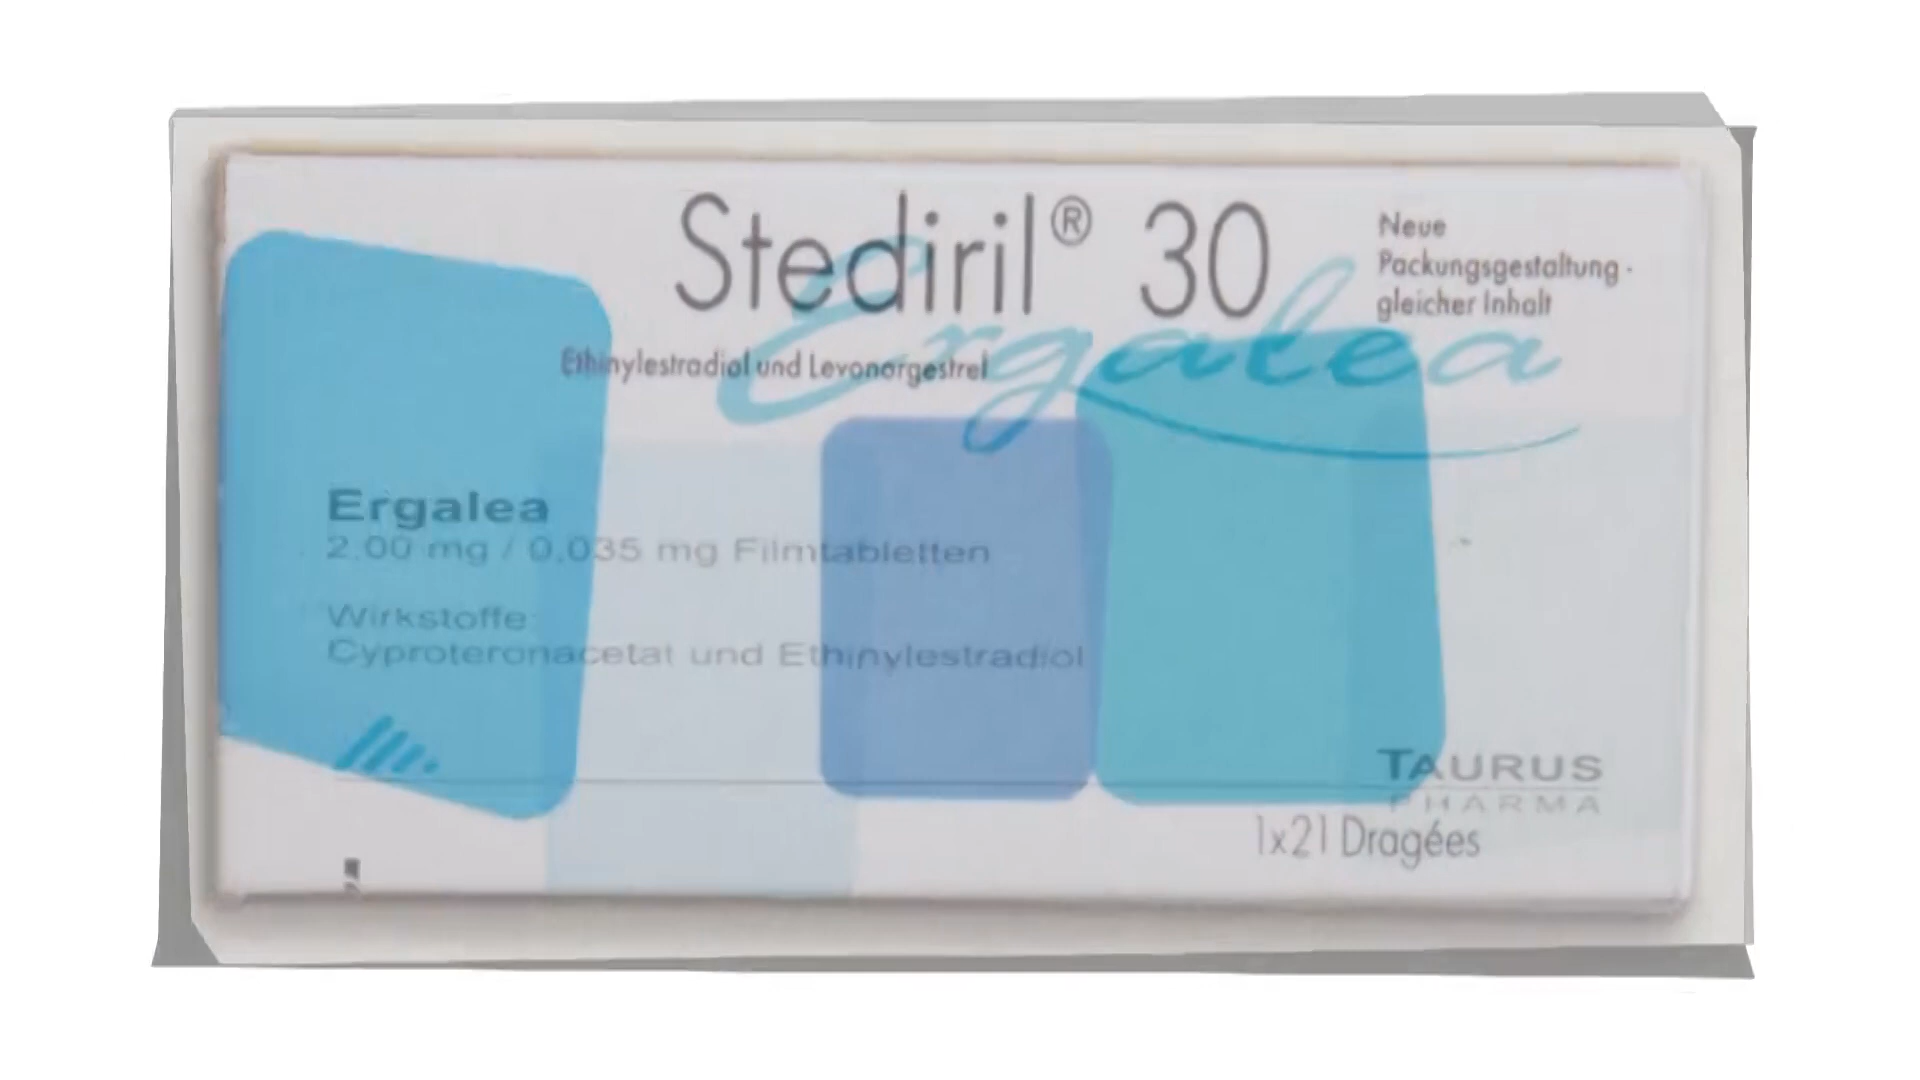 Stediril® 30
Neue
Packungsgestaltung -
gleicher Inhalt
Ergalea
Ethinylestradiol und Levonorgestrel
Ergalea
2,00 mg / 0,035 mg Filmtabletten
Wirkstoffe:
Cyproteronacetat und Ethinylestradiol
TAURUS
PHARMA
1x21 Dragées